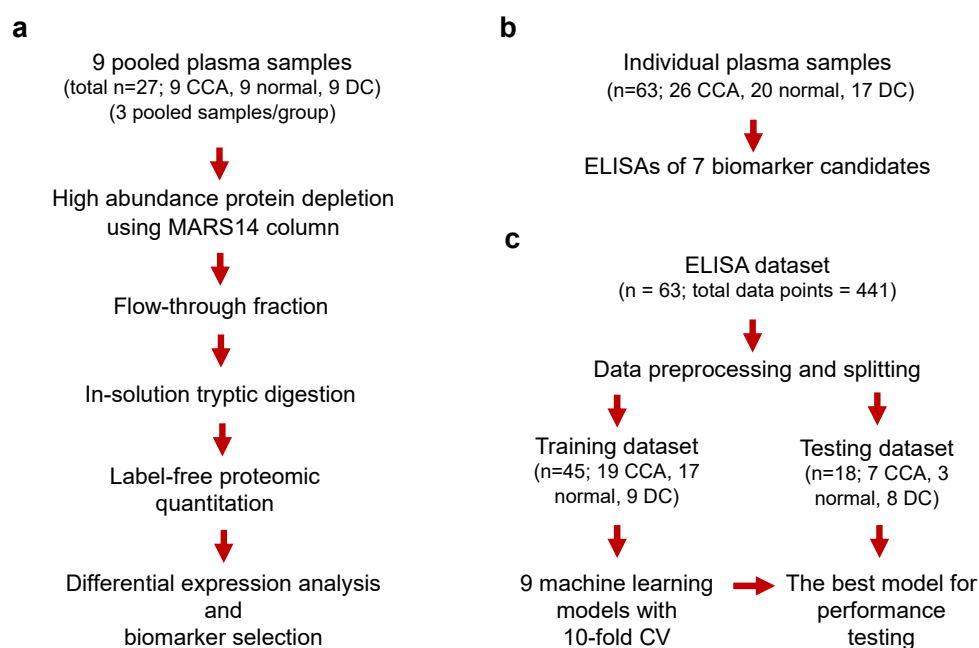 a
9 pooled plasma samples
(total n=27; 9 CCA, 9 normal, 9 DC)
(3 pooled samples/group)
High abundance protein depletion
using MARS14 column
Flow-through fraction
In-solution tryptic digestion
Label-free proteomic
quantitation
Differential expression analysis
and
biomarker selection
b
Individual plasma samples
(n=63; 26 CCA, 20 normal, 17 DC)
ELISAs of 7 biomarker candidates
c
ELISA dataset
(n = 63; total data points = 441)
Data preprocessing and splitting
Training dataset
(n=45; 19 CCA, 17
normal, 9 DC)
Testing dataset
(n=18; 7 CCA, 3
normal, 8 DC)
9 machine learning
models with
10-fold CV
The best model for
performance
testing